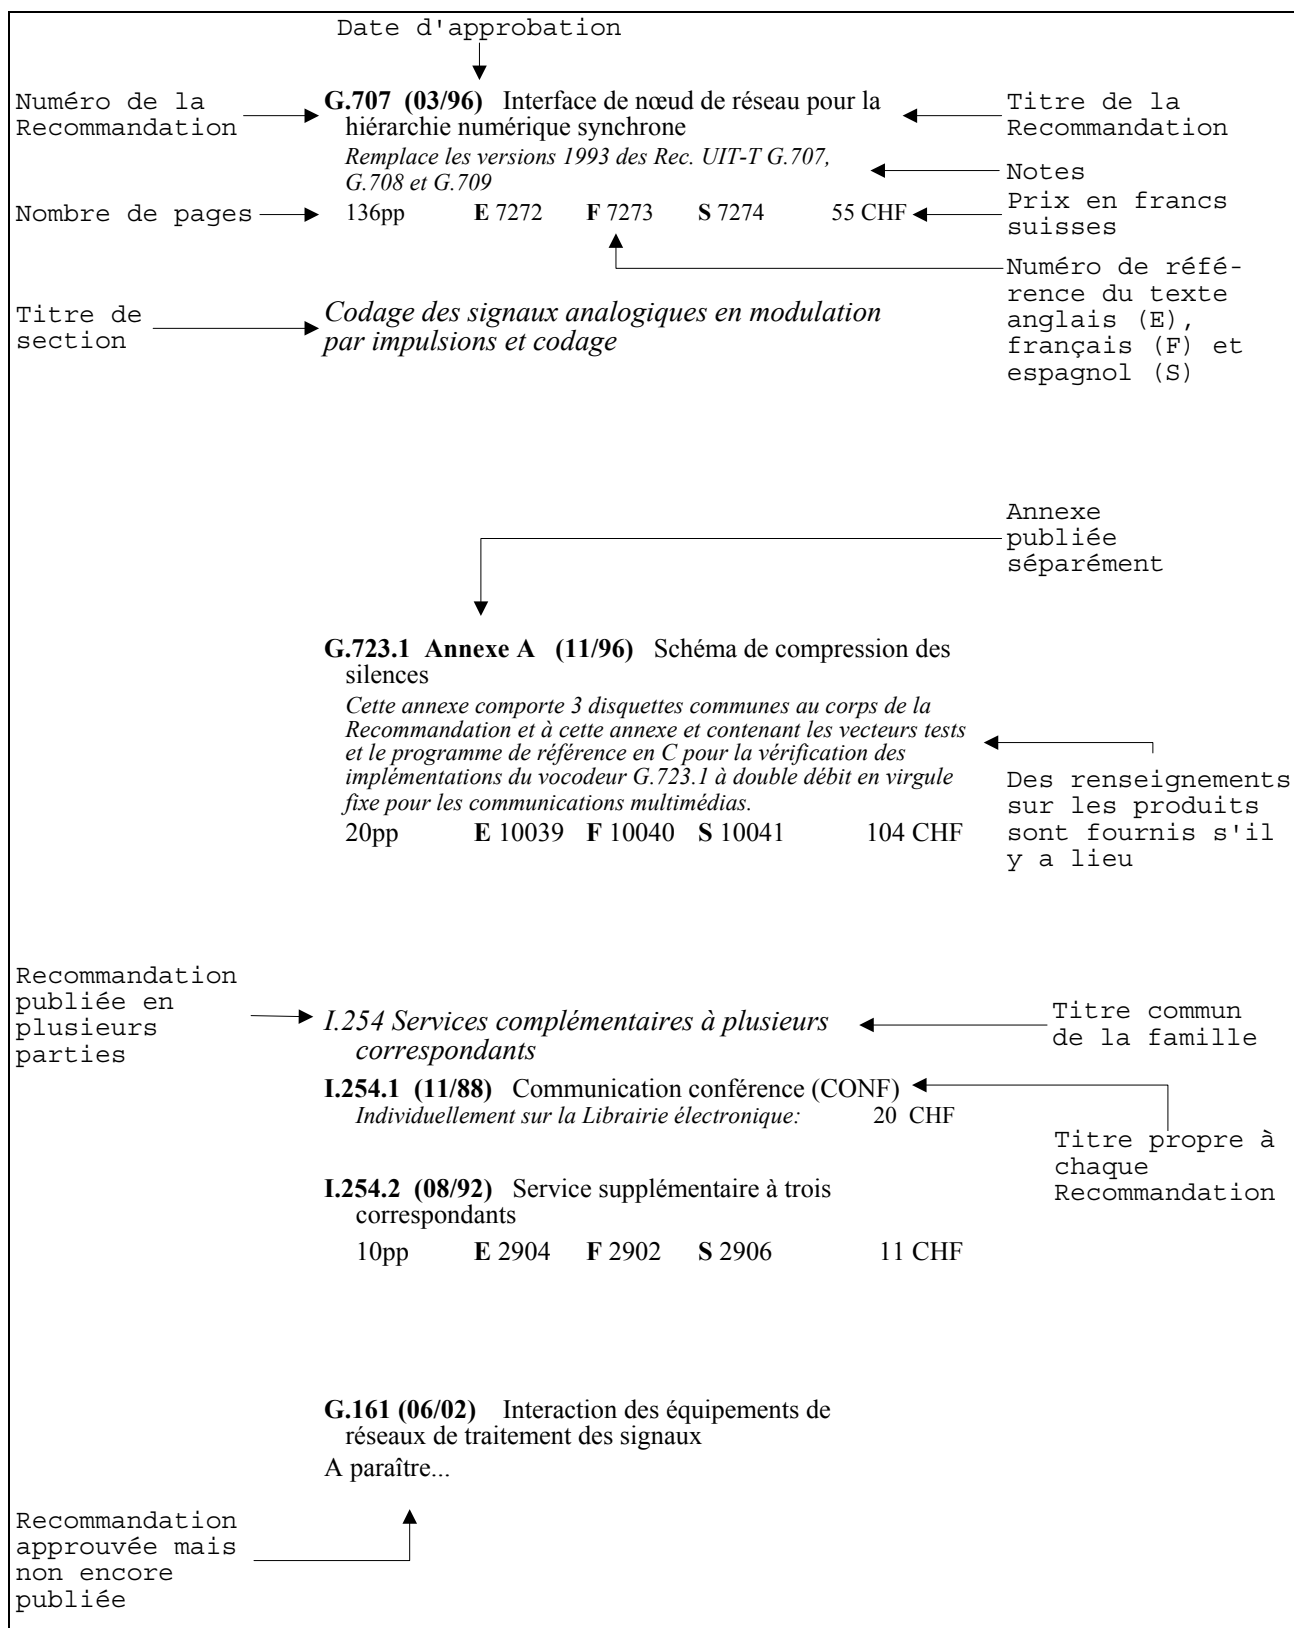 Date d'approbation
Numéro de la
Recommandation
G.707 (03/96) Interface de nœud de réseau pour la
hiérarchie numérique synchrone
Titre de la
Recommandation
Remplace les versions 1993 des Rec. UIT-T G.707,
G.708 et G.709
Notes
Nombre de pages
136pp E 7272 F 7273 S 7274 55 CHF
Prix en francs
suisses
Numéro de réfé-
rence du texte
anglais (E),
français (F) et
espagnol (S)
Titre de
section
Codage des signaux analogiques en modulation
par impulsions et codage
Annexe
publiée
séparément
G.723.1 Annexe A (11/96) Schéma de compression des
silences
Cette annexe comporte 3 disquettes communes au corps de la
Recommandation et à cette annexe et contenant les vecteurs tests
et le programme de référence en C pour la vérification des
implémentations du vocodeur G.723.1 à double débit en virgule
fixe pour les communications multimédias.
20pp E 10039 F 10040 S 10041 104 CHF
Des renseignements
sur les produits
sont fournis s'il
y a lieu
Recommandation
publiée en
plusieurs
parties
I.254 Services complémentaires à plusieurs
correspondants
Titre commun
de la famille
I.254.1 (11/88) Communication conférence (CONF)
Individuellement sur la Librairie électronique: 20 CHF
Titre propre à
chaque
Recommandation
I.254.2 (08/92) Service supplémentaire à trois
correspondants
10pp E 2904 F 2902 S 2906 11 CHF
G.161 (06/02) Interaction des équipements de
réseaux de traitement des signaux
A paraître...
Recommandation
approuvée mais
non encore
publiée